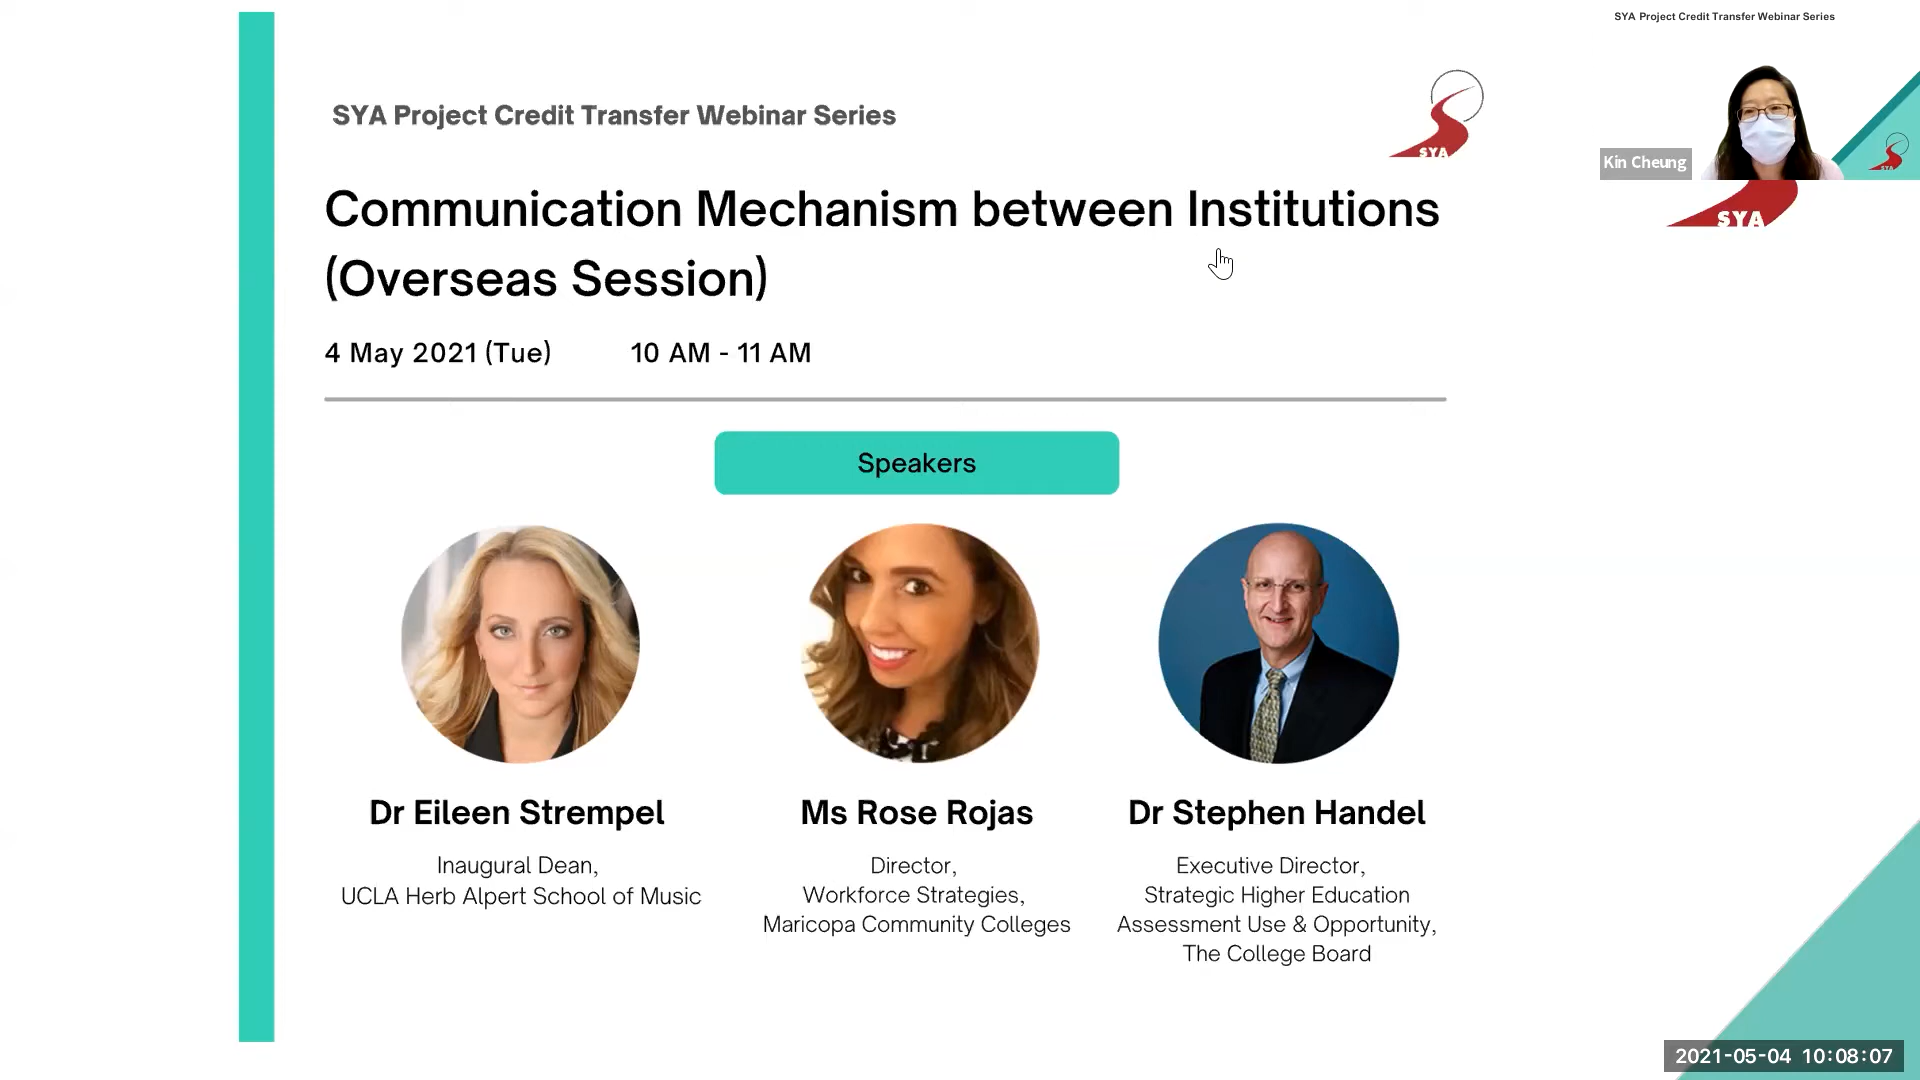 SYA Project Credit Transfer Webinar Series
SYA Project Credit Transfer Webinar Series
SYA
Kin Cheung
SYA
Communication Mechanism between Institutions
(Overseas Session)
4 May 2021 (Tue) 10 AM - 11 AM
Speakers
Dr Eileen Strempel
Inaugural Dean,
UCLA Herb Alpert School of Music
Ms Rose Rojas
Director,
Workforce Strategies,
Maricopa Community Colleges
Dr Stephen Handel
Executive Director,
Strategic Higher Education
Assessment Use & Opportunity,
The College Board
2021-05-04 10:08:07